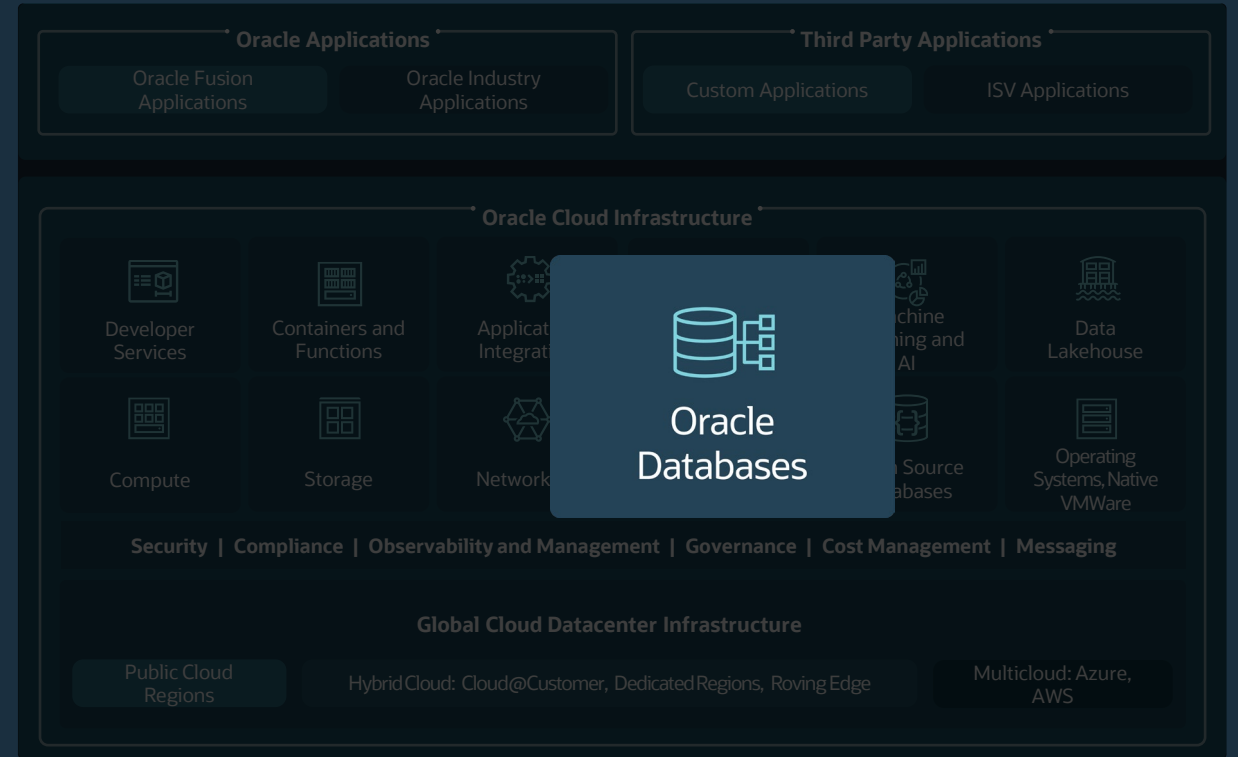 Oracle Applications
Third Party Applications
Oracle Fusion
Applications
Oracle Industry
Applications
Custom Applications
ISV Applications
Oracle Cloud Infrastructure
Developer
Services
Containers and
Functions
Data
Lakehouse
AI
Oracle
Databases
Compute
Storage
Source
Operating
Systems, Native
VMWare
Security | Compliance | Observability and Management | Governance | Cost Management | Messaging
Global Cloud Datacenter Infrastructure
Public Cloud
Regions
Hybrid Cloud: Cloud@Customer, Dedicated Regions, Roving Edge
Multicloud: Azure,
AWS